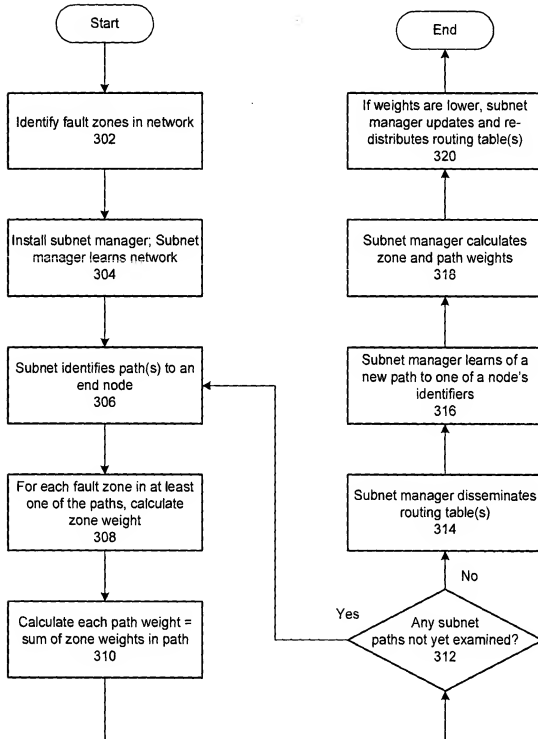 Start
Identify fault zones in network
302
Install subnet manager; Subnet
manager learns network
304
Subnet identifies path(s) to an
end node
306
For each fault zone in at least
one of the paths, calculate
zone weight
308
Calculate each path weight =
sum of zone weights in path
310
Any subnet
paths not yet examined?
312
Yes
No
Subnet manager disseminates
routing table(s)
314
Subnet manager learns of a
new path to one of a node's
identifiers
316
Subnet manager calculates
zone and path weights
318
If weights are lower, subnet
manager updates and re-
distributes routing table(s)
320
End